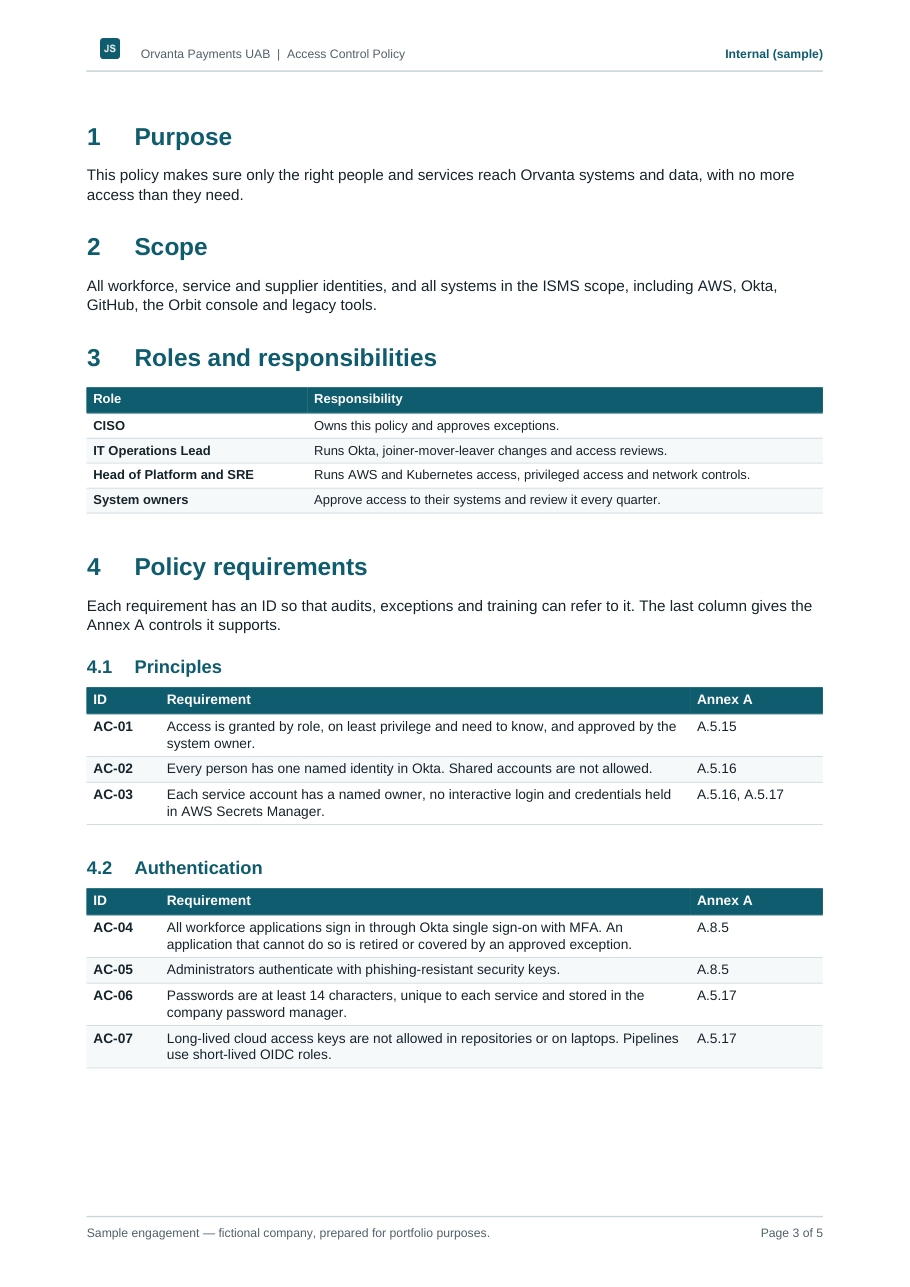 JS
Orvanta Payments UAB | Access Control Policy
Internal (sample)
1 Purpose
This policy makes sure only the right people and services reach Orvanta systems and data, with no more
access than they need.
2 Scope
All workforce, service and supplier identities, and all systems in the ISMS scope, including AWS, Okta,
GitHub, the Orbit console and legacy tools.
3 Roles and responsibilities
Role Responsibility
CISO Owns this policy and approves exceptions.
IT Operations Lead Runs Okta, joiner-mover-leaver changes and access reviews.
Head of Platform and SRE Runs AWS and Kubernetes access, privileged access and network controls.
System owners Approve access to their systems and review it every quarter.
4 Policy requirements
Each requirement has an ID so that audits, exceptions and training can refer to it. The last column gives the
Annex A controls it supports.
4.1 Principles
ID Requirement Annex A
AC-01 Access is granted by role, on least privilege and need to know, and approved by the A.5.15
system owner.
AC-02 Every person has one named identity in Okta. Shared accounts are not allowed. A.5.16
AC-03 Each service account has a named owner, no interactive login and credentials held A.5.16, A.5.17
in AWS Secrets Manager.
4.2 Authentication
ID Requirement Annex A
AC-04 All workforce applications sign in through Okta single sign-on with MFA. An A.8.5
application that cannot do so is retired or covered by an approved exception.
AC-05 Administrators authenticate with phishing-resistant security keys. A.8.5
AC-06 Passwords are at least 14 characters, unique to each service and stored in the A.5.17
company password manager.
AC-07 Long-lived cloud access keys are not allowed in repositories or on laptops. Pipelines A.5.17
use short-lived OIDC roles.
Sample engagement — fictional company, prepared for portfolio purposes.
Page 3 of 5